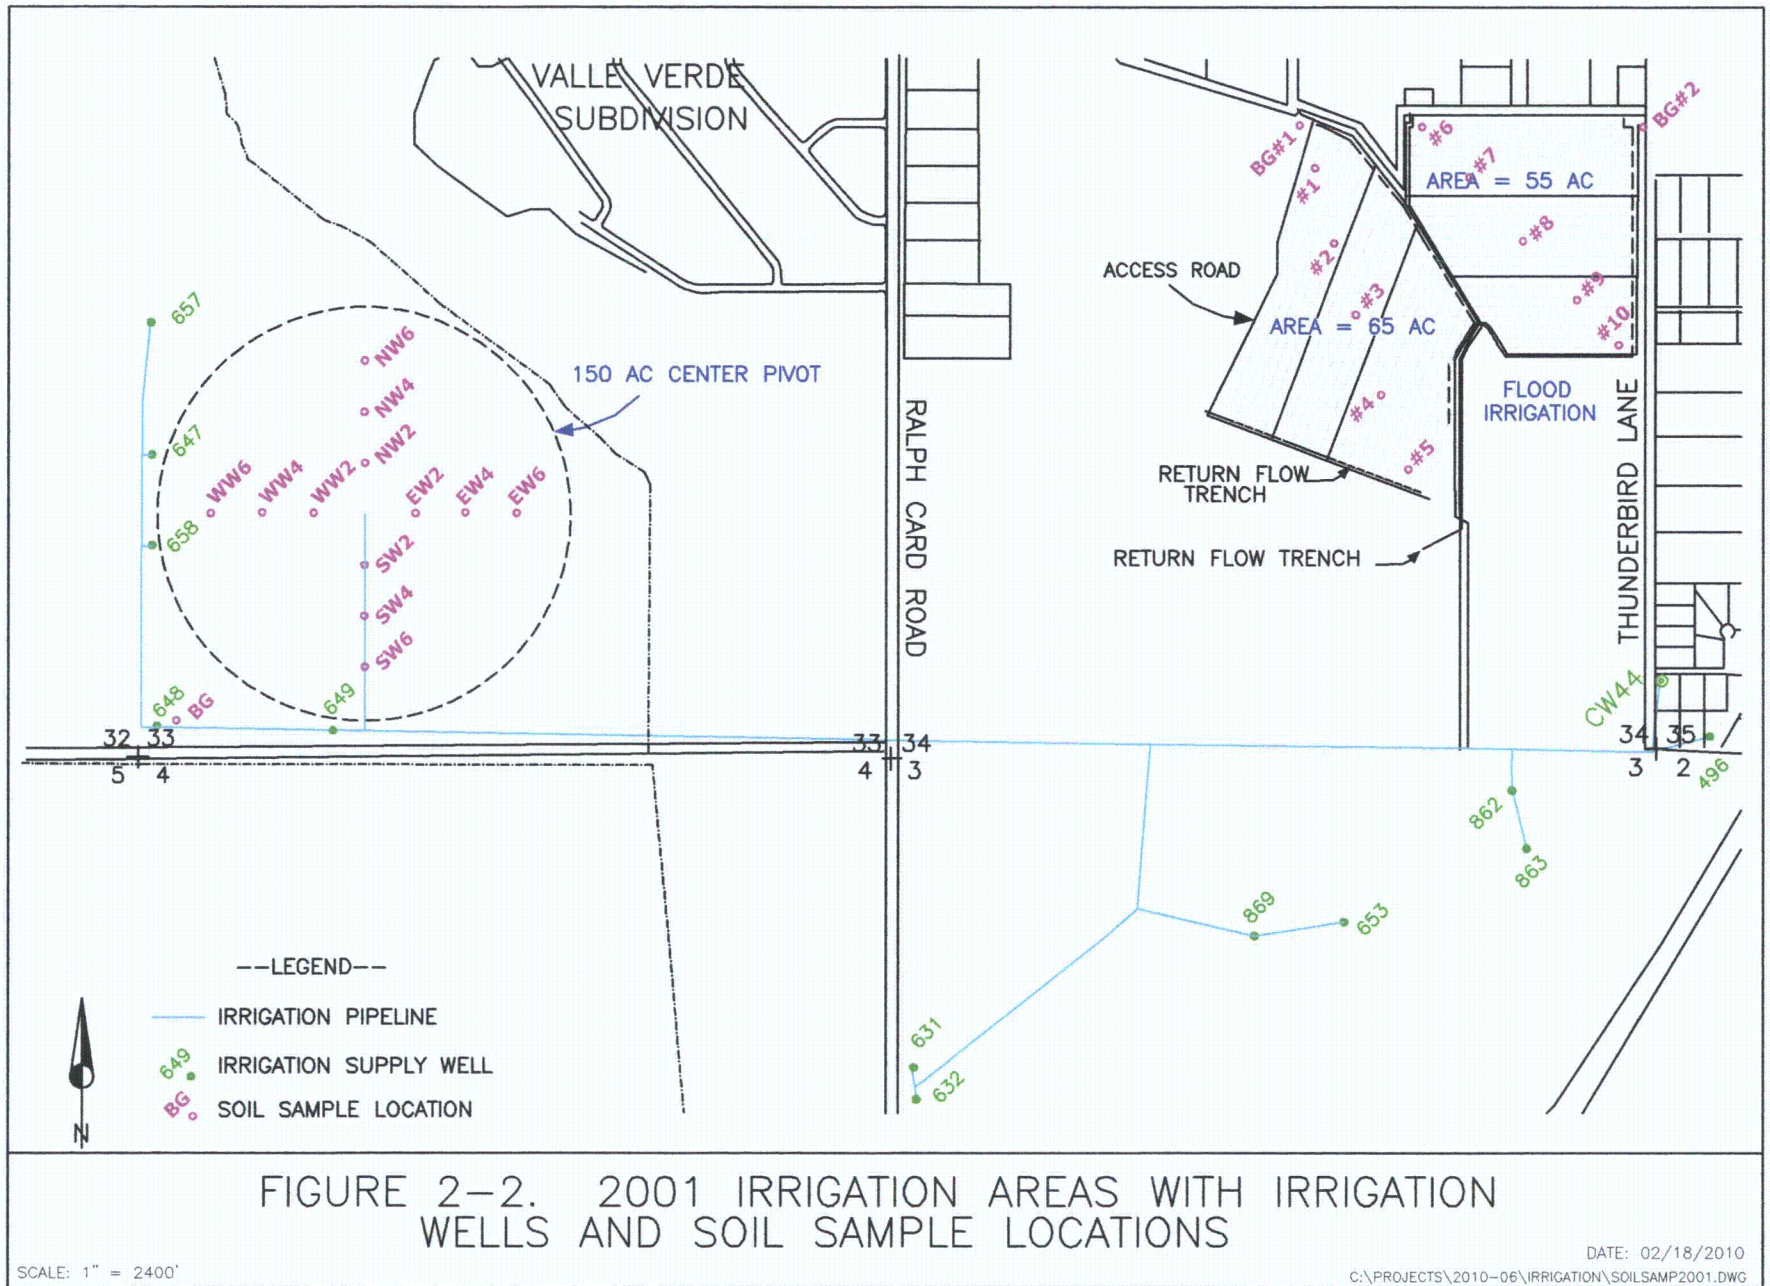 VALLE VERDE
SUBDIVISION
BG#1
#1
#2
#3
#4
#5
#6
#7
#8
#9
#10
BG#2
AREA = 55 AC
AREA = 65 AC
ACCESS ROAD
FLOOD
IRRIGATION
RETURN FLOW
TRENCH
RETURN FLOW TRENCH
THUNDERBIRD LANE
RALPH CARD ROAD
150 AC CENTER PIVOT
657
647
658
648
649
NW6
NW4
NW2
WW6
WW4
WW2
EW2
EW4
EW6
SW2
SW4
SW6
BG
32 33
5 4
33 34
4 3
34 35
3 2
CW44
496
862
863
869
653
631
632
--LEGEND--
IRRIGATION PIPELINE
649
IRRIGATION SUPPLY WELL
BG
SOIL SAMPLE LOCATION
N
FIGURE 2-2. 2001 IRRIGATION AREAS WITH IRRIGATION
WELLS AND SOIL SAMPLE LOCATIONS
SCALE: 1" = 2400'
DATE: 02/18/2010
C:\PROJECTS\2010-06\IRRIGATION\SOILSAMP2001.DWG